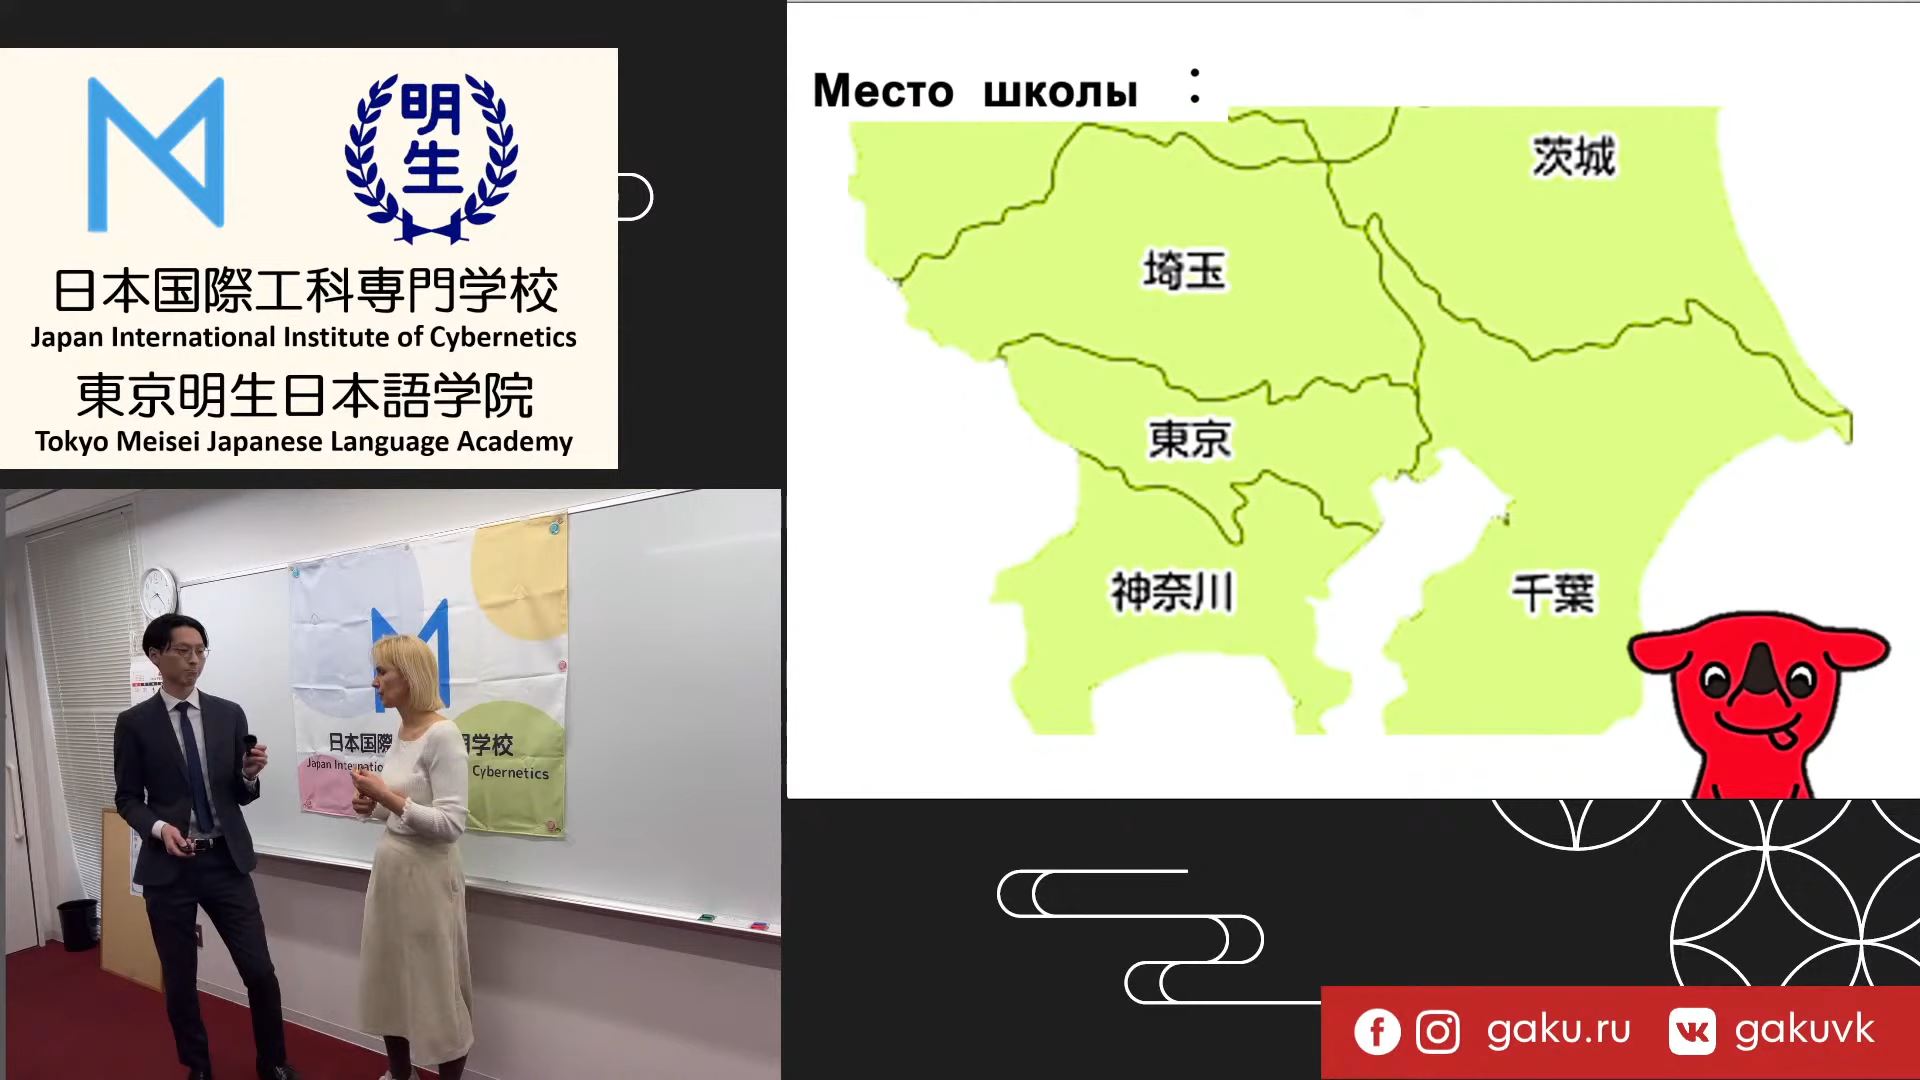 明
生
日本国際工科専門学校
Japan International Institute of Cybernetics
東京明生日本語学院
Tokyo Meisei Japanese Language Academy
Место школы :
茨城
埼玉
東京
神奈川
千葉
日本国際
学校
Cybernetics
gaku.ru
gakuvk